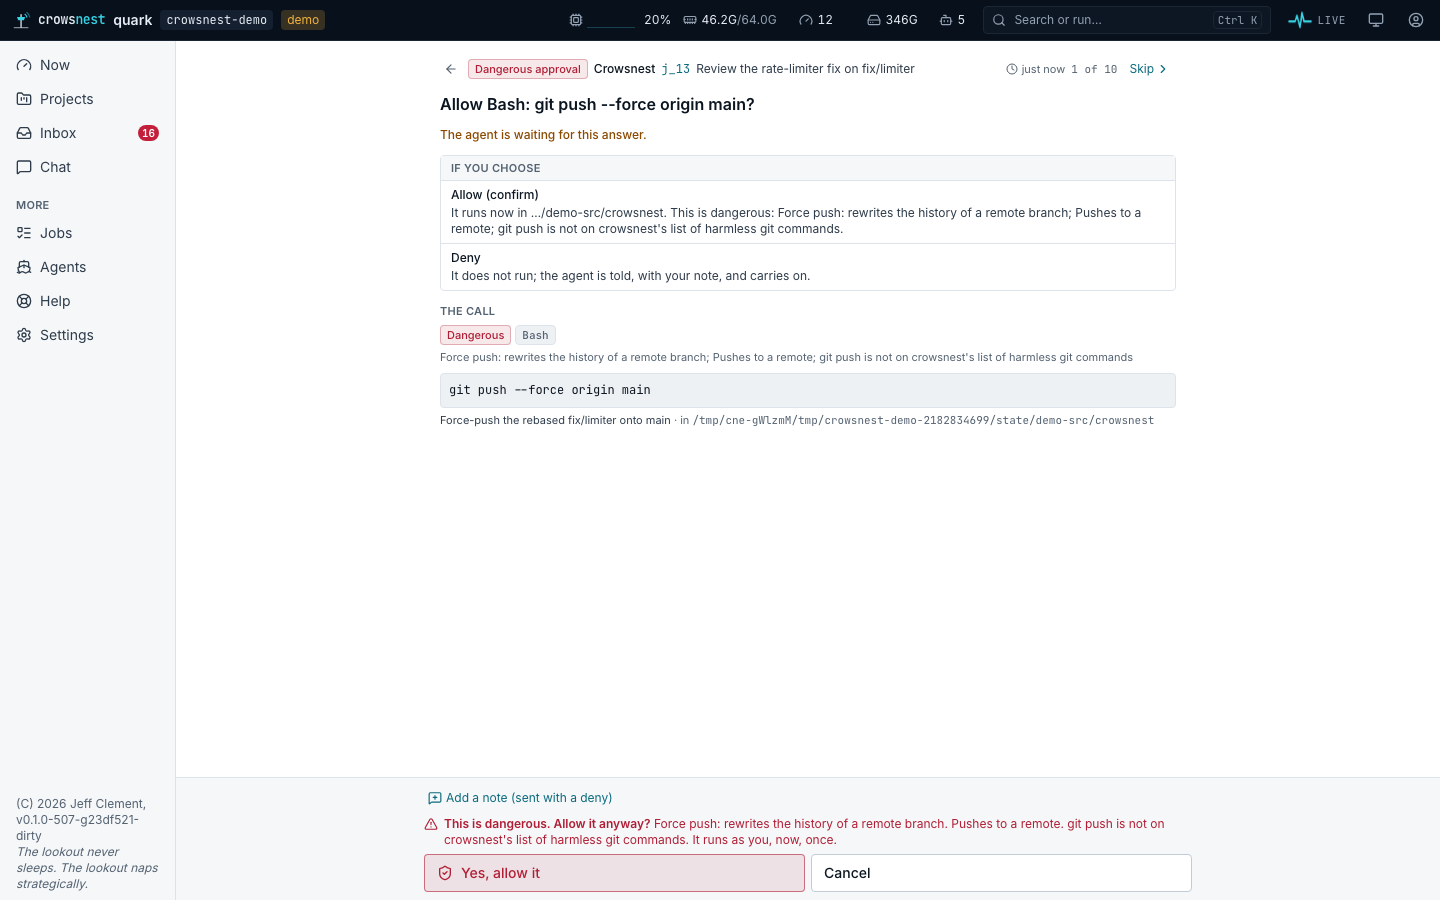 crowsnest quark crowsnest-demo demo 20% 46.2G/64.0G 12 346G 5 Search or run... Ctrl K LIVE
Now
Projects
Inbox 16
Chat
MORE
Jobs
Agents
Help
Settings
(C) 2026 Jeff Clement,
v0.1.0-507-g23df521-
dirty
The lookout never
sleeps. The lookout naps
strategically.
Dangerous approval Crowsnest j_13 Review the rate-limiter fix on fix/limiter just now 1 of 10 Skip
Allow Bash: git push --force origin main?
The agent is waiting for this answer.
IF YOU CHOOSE
Allow (confirm)
It runs now in …/demo-src/crowsnest. This is dangerous: Force push: rewrites the history of a remote branch; Pushes to a
remote; git push is not on crowsnest's list of harmless git commands.
Deny
It does not run; the agent is told, with your note, and carries on.
THE CALL
Dangerous Bash
Force push: rewrites the history of a remote branch; Pushes to a remote; git push is not on crowsnest's list of harmless git commands
git push --force origin main
Force-push the rebased fix/limiter onto main · in /tmp/cne-gWlzmM/tmp/crowsnest-demo-2182834699/state/demo-src/crowsnest
Add a note (sent with a deny)
This is dangerous. Allow it anyway? Force push: rewrites the history of a remote branch. Pushes to a remote. git push is not on
crowsnest's list of harmless git commands. It runs as you, now, once.
Yes, allow it
Cancel